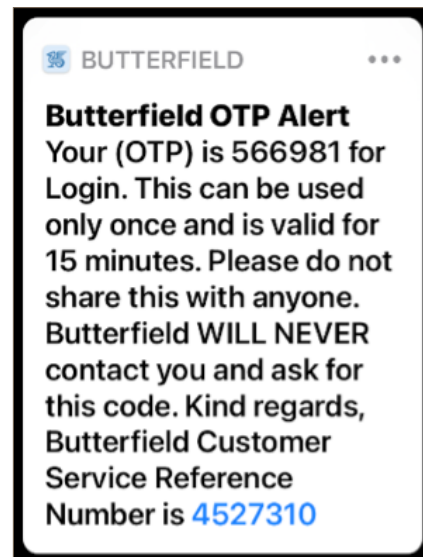 BUTTERFIELD
Butterfield OTP Alert
Your (OTP) is 566981 for
Login. This can be used
only once and is valid for
15 minutes. Please do not
share this with anyone.
Butterfield WILL NEVER
contact you and ask for
this code. Kind regards,
Butterfield Customer
Service Reference
Number is 4527310